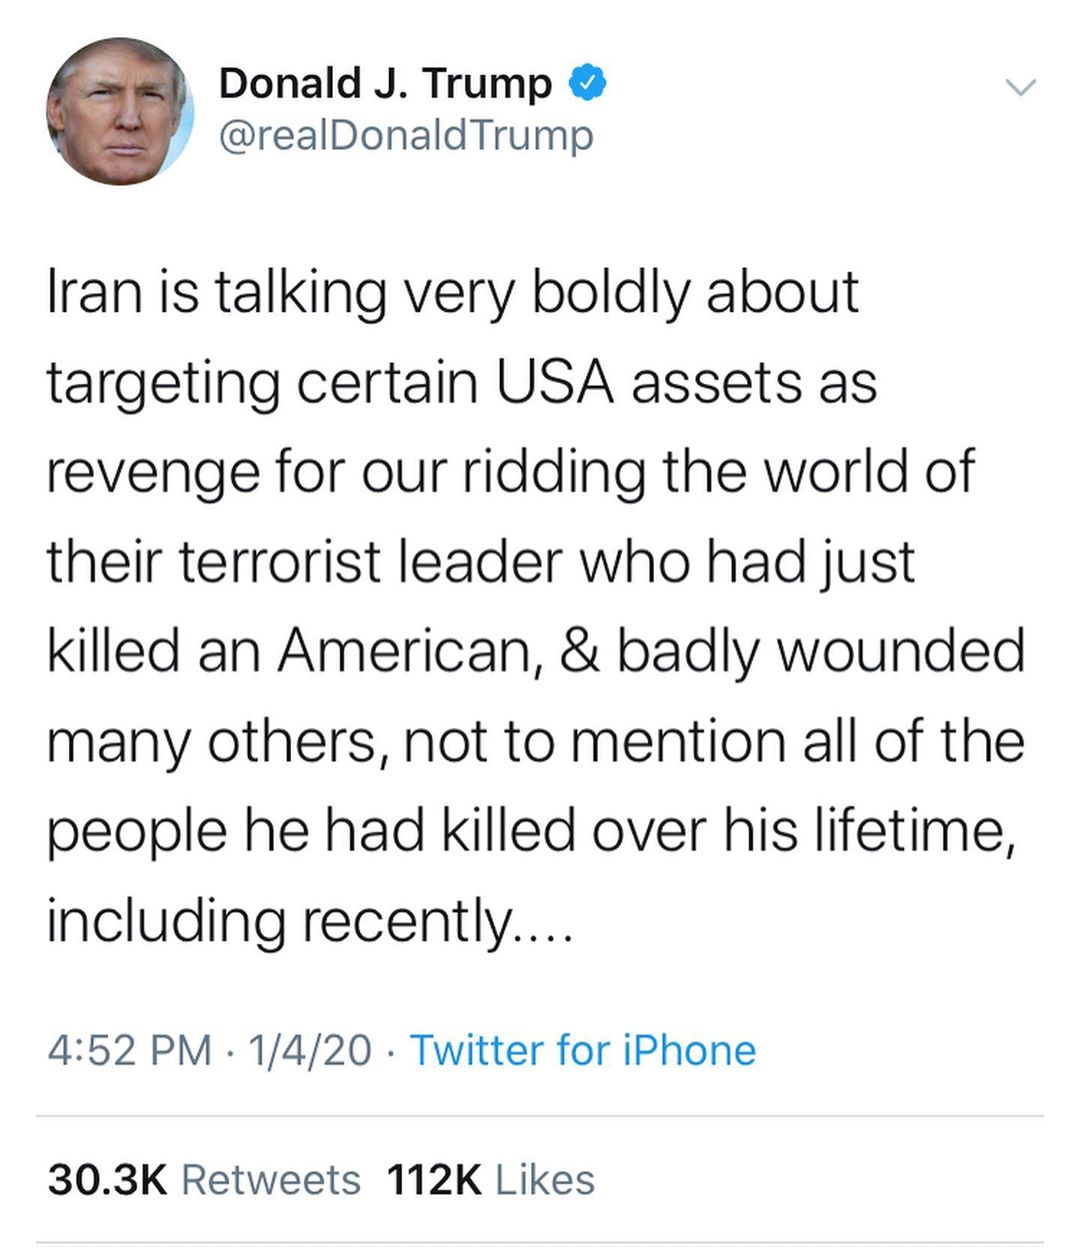 Donald J. Trump
@realDonaldTrump
Iran is talking very boldly about
targeting certain USA assets as
revenge for our ridding the world of
their terrorist leader who had just
killed an American, & badly wounded
many others, not to mention all of the
people he had killed over his lifetime,
including recently....
4:52 PM · 1/4/20 · Twitter for iPhone
30.3K Retweets 112K Likes